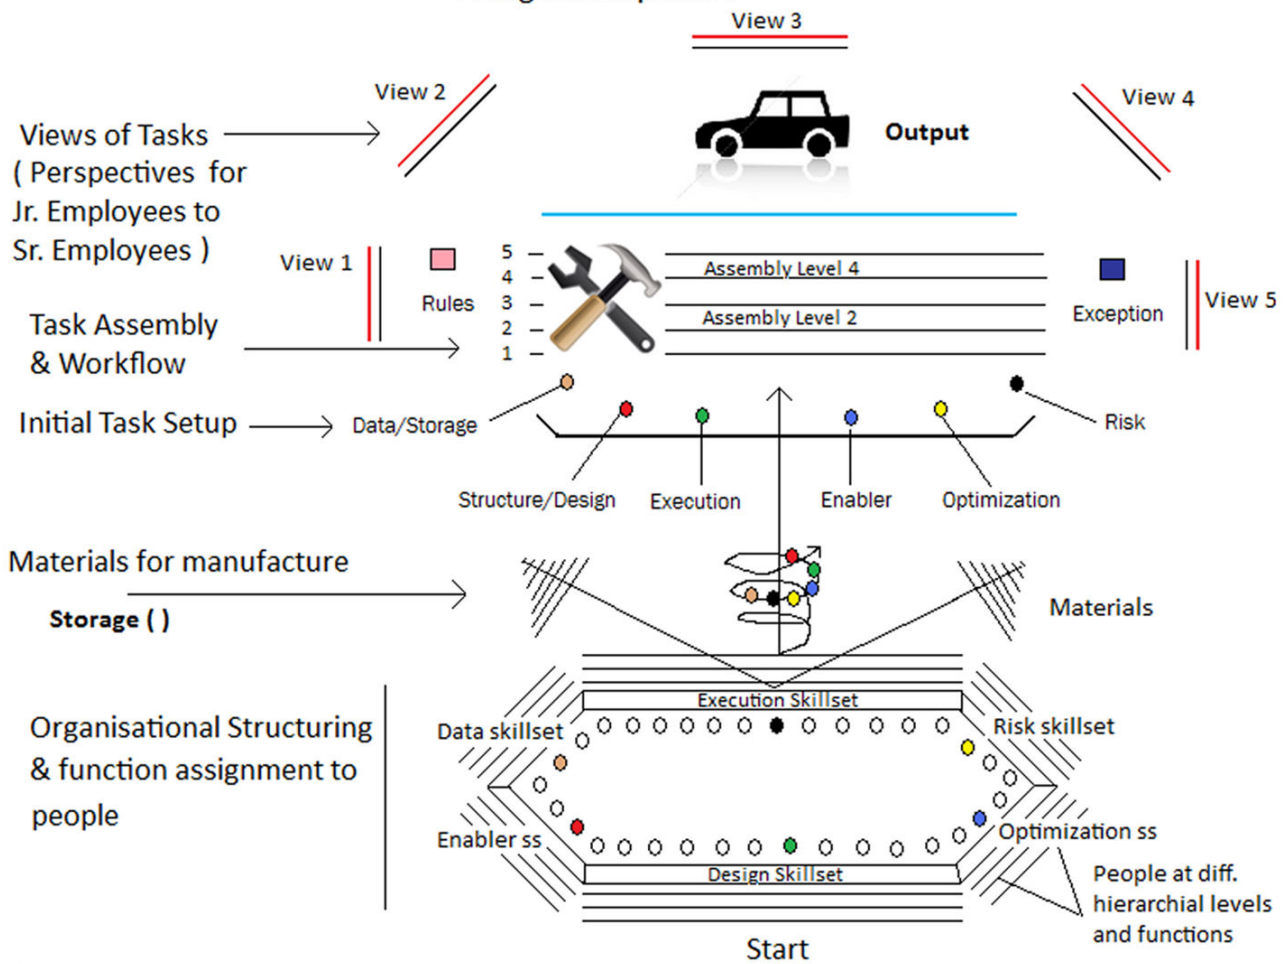 View 3
View 2
View 4
Views of Tasks
( Perspectives for
Jr. Employees to
Sr. Employees )
Output
View 1
Rules
5
4
3
2
1
Assembly Level 4
Assembly Level 2
Exception
View 5
Task Assembly
& Workflow
Initial Task Setup
Data/Storage
Risk
Structure/Design
Execution
Enabler
Optimization
Materials for manufacture
Storage ( )
Materials
Organisational Structuring
& function assignment to
people
Execution Skillset
Data skillset
Risk skillset
Enabler ss
Optimization ss
Design Skillset
People at diff.
hierarchial levels
and functions
Start